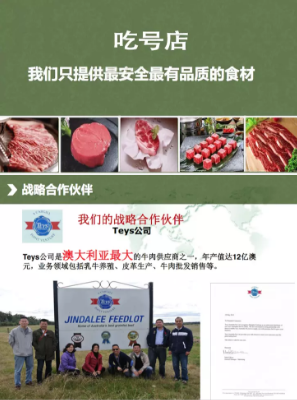 吃号店
我们只提供最安全最有品质的食材
战略合作伙伴
Teys
我们的战略合作伙伴
Teys公司
Teys公司是澳大利亚最大的牛肉供应商之一，年产值达12亿澳
元，业务领域包括乳牛养殖、皮革生产、牛肉批发销售等。
Teys
JINDALEE FEEDLOT